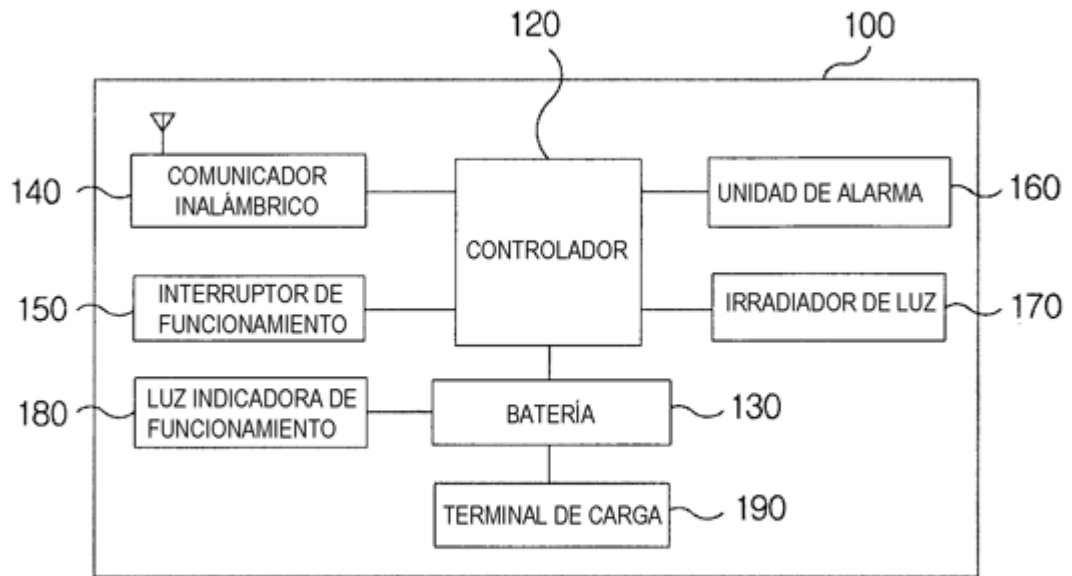 120
100
140
COMUNICADOR
INALÁMBRICO
CONTROLADOR
UNIDAD DE ALARMA
160
150
INTERRUPTOR DE
FUNCIONAMIENTO
IRRADIADOR DE LUZ
170
180
LUZ INDICADORA DE
FUNCIONAMIENTO
BATERÍA
130
TERMINAL DE CARGA
190